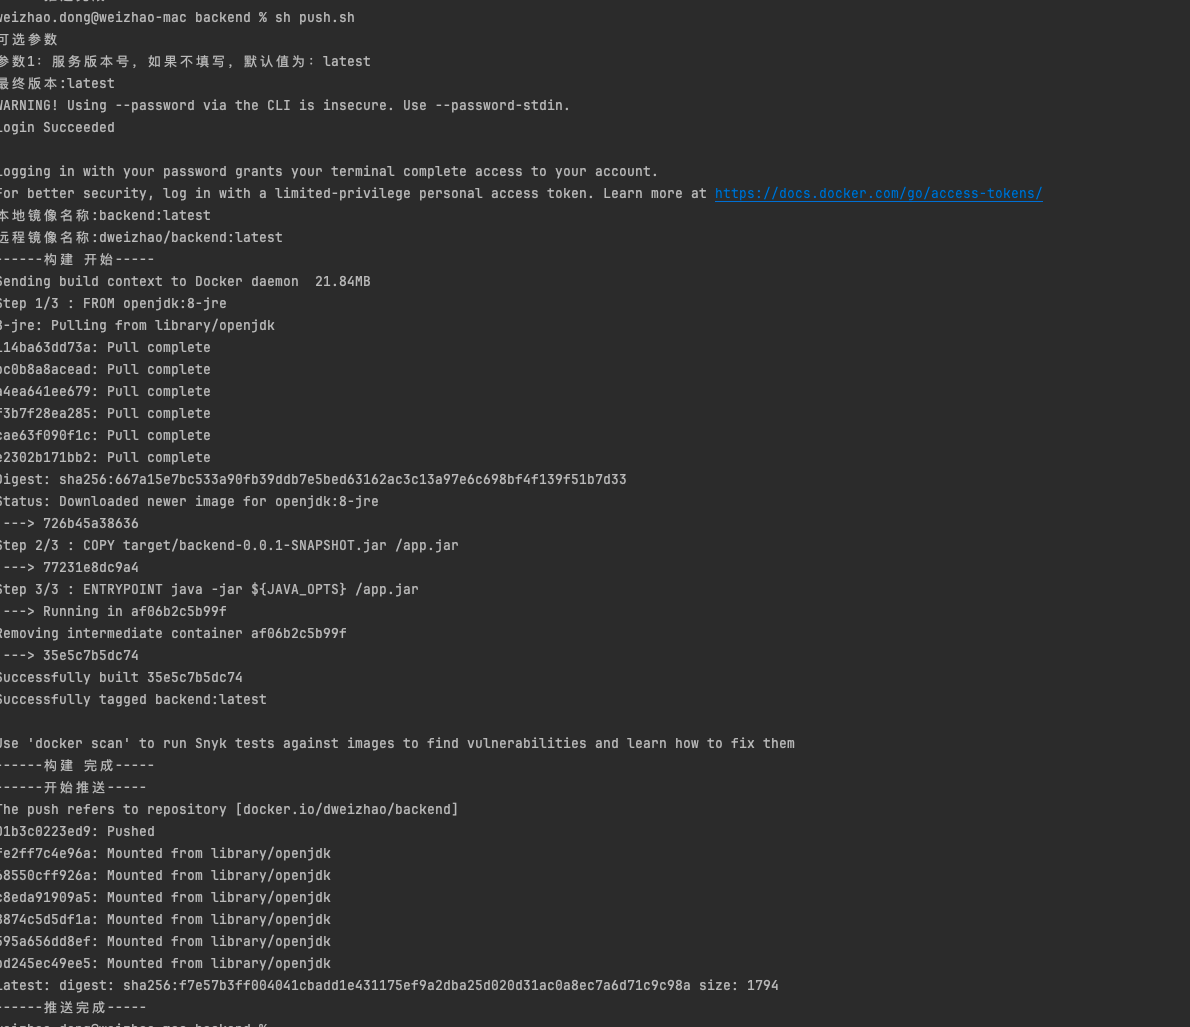 weizhao.dong@weizhao-mac backend % sh push.sh
可选参数
参数1: 服务版本号, 如果不填写, 默认值为: latest
最终版本:latest
WARNING! Using --password via the CLI is insecure. Use --password-stdin.
Login Succeeded
Logging in with your password grants your terminal complete access to your account.
For better security, log in with a limited-privilege personal access token. Learn more at https://docs.docker.com/go/access-tokens/
本地镜像名称:backend:latest
远程镜像名称:dweizhao/backend:latest
------构建 开始-----
Sending build context to Docker daemon  21.84MB
Step 1/3 : FROM openjdk:8-jre
8-jre: Pulling from library/openjdk
114ba63dd73a: Pull complete
bc0b8a8acead: Pull complete
a4ea641ee679: Pull complete
f3b7f28ea285: Pull complete
cae63f090f1c: Pull complete
e2302b171bb2: Pull complete
Digest: sha256:667a15e7bc533a90fb39ddb7e5bed63162ac3c13a97e6c698bf4f139f51b7d33
Status: Downloaded newer image for openjdk:8-jre
---> 726b45a38636
Step 2/3 : COPY target/backend-0.0.1-SNAPSHOT.jar /app.jar
---> 77231e8dc9a4
Step 3/3 : ENTRYPOINT java -jar ${JAVA_OPTS} /app.jar
---> Running in af06b2c5b99f
Removing intermediate container af06b2c5b99f
---> 35e5c7b5dc74
Successfully built 35e5c7b5dc74
Successfully tagged backend:latest
Use 'docker scan' to run Snyk tests against images to find vulnerabilities and learn how to fix them
------构建 完成-----
------开始推送-----
The push refers to repository [docker.io/dweizhao/backend]
01b3c0223ed9: Pushed
fe2ff7c4e96a: Mounted from library/openjdk
68550cff926a: Mounted from library/openjdk
c8eda91909a5: Mounted from library/openjdk
3874c5d5df1a: Mounted from library/openjdk
595a656dd8ef: Mounted from library/openjdk
bd245ec49ee5: Mounted from library/openjdk
latest: digest: sha256:f7e57b3ff004041cbadd1e431175ef9a2dba25d020d31ac0a8ec7a6d71c9c98a size: 1794
------推送完成-----